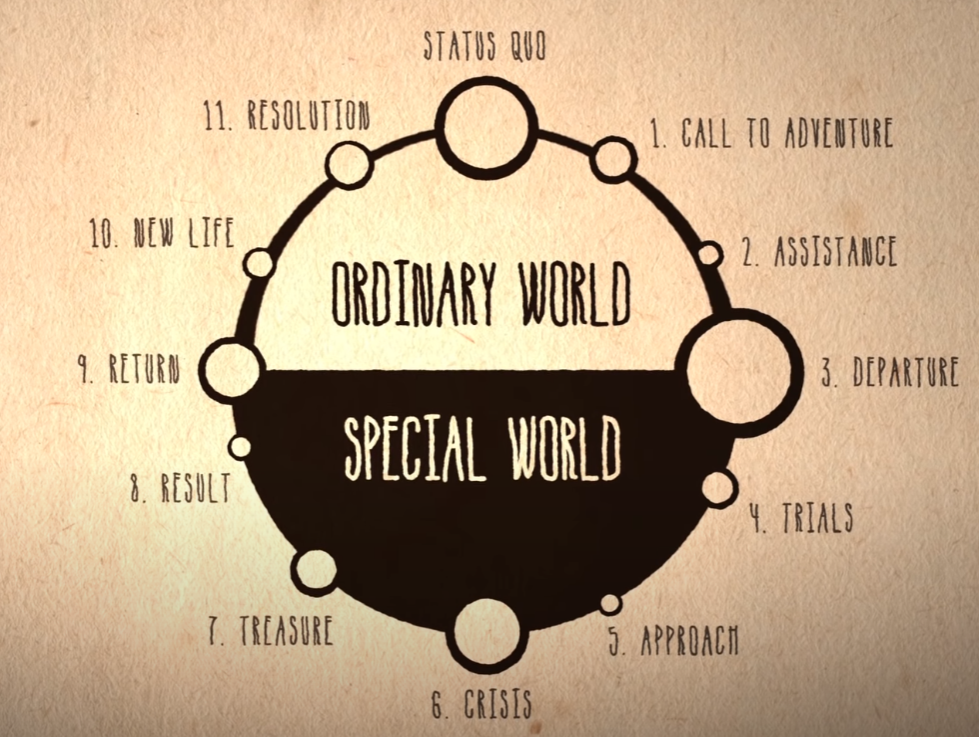 STATUS QUO
1. CALL TO ADVENTURE
2. ASSISTANCE
3. DEPARTURE
4. TRIALS
5. APPROACH
6. CRISIS
7. TREASURE
8. RESULT
9. RETURN
10. NEW LIFE
11. RESOLUTION
ORDINARY WORLD
SPECIAL WORLD